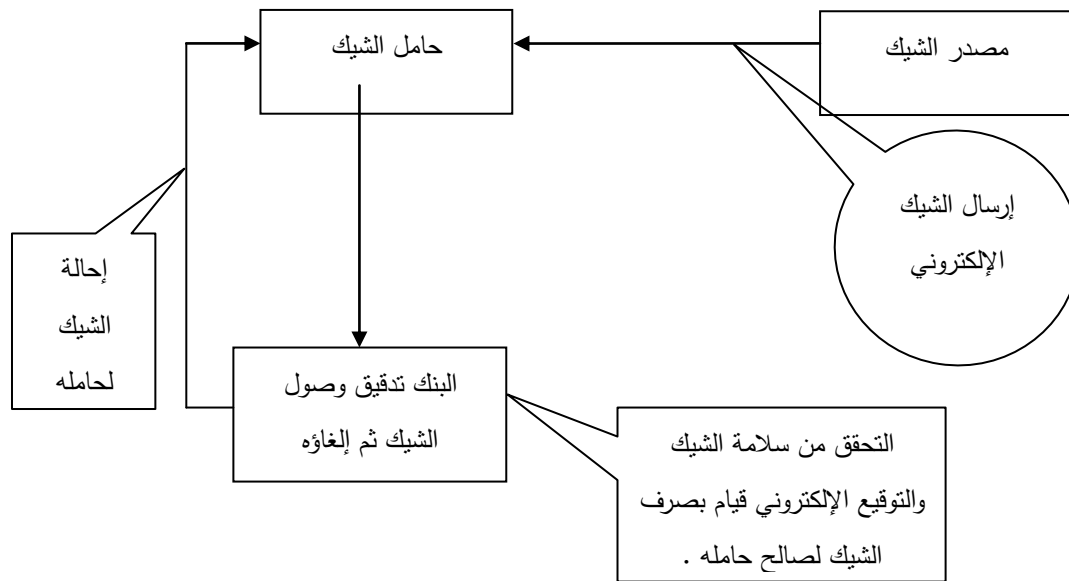 مصدر الشيك
حامل الشيك
إرسال الشيك
الإلكتروني
إحالة
الشيك
لحامله
البنك تدقيق وصول
الشيك ثم إلغاؤه
التحقق من سلامة الشيك
والتوقيع الإلكتروني قيام بصرف
الشيك لصالح حامله .